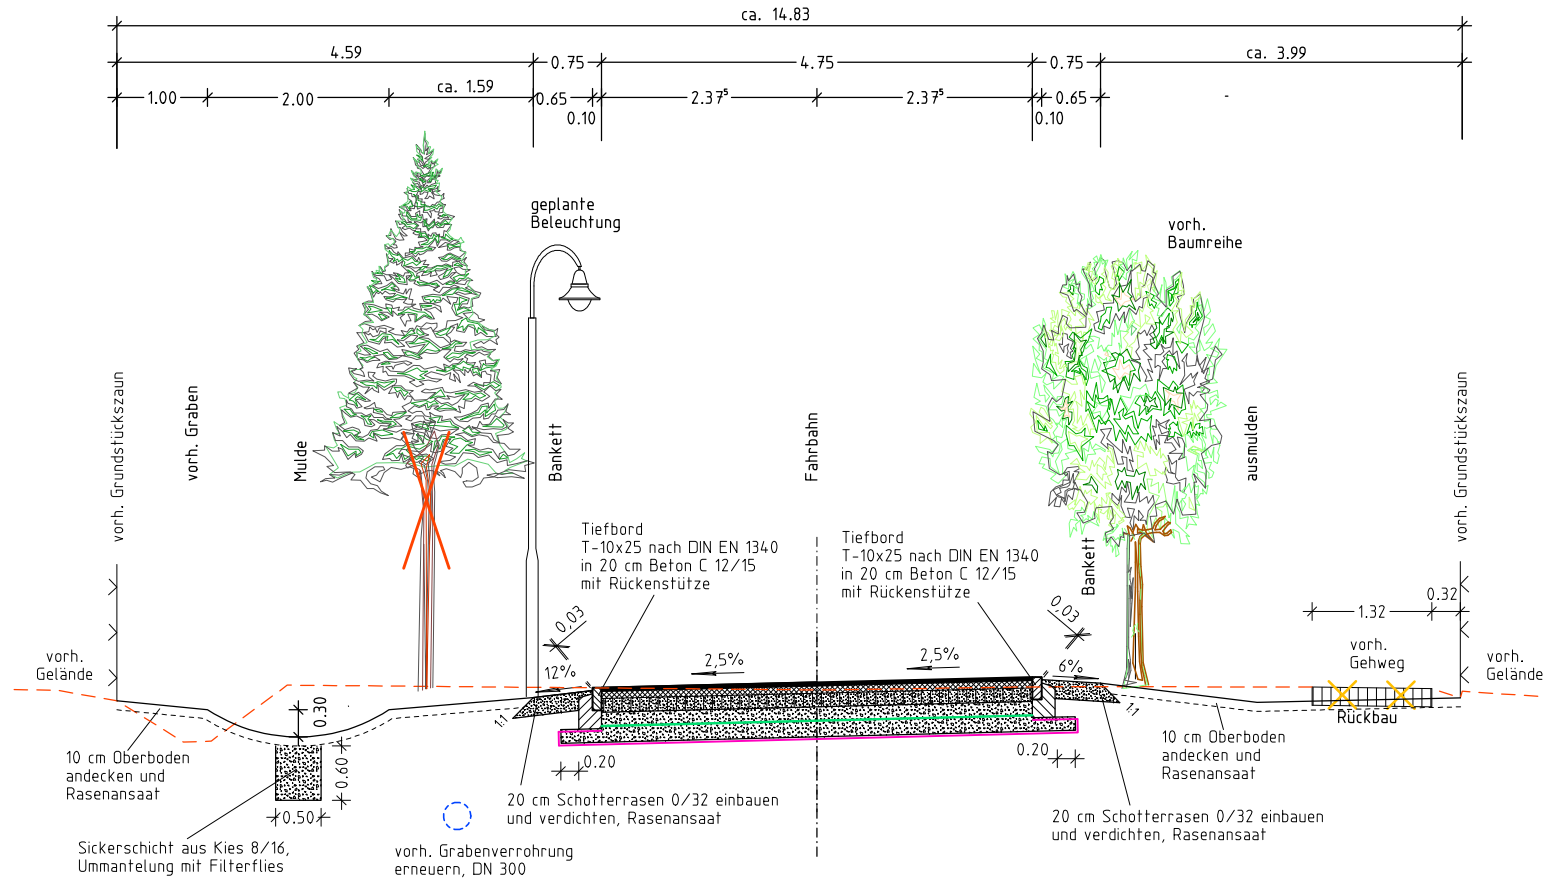 ca. 14.83
4.59
0.75
4.75
0.75
ca. 3.99
1.00
2.00
ca. 1.59
0.65
0.10
2.37⁵
2.37⁵
0.10
0.65
-
geplante
Beleuchtung
vorh.
Baumreihe
vorh. Grundstückszaun
vorh. Graben
Mulde
Bankett
Fahrbahn
Bankett
ausmulden
vorh. Grundstückszaun
Tiefbord
T-10x25 nach DIN EN 1340
in 20 cm Beton C 12/15
mit Rückenstütze
Tiefbord
T-10x25 nach DIN EN 1340
in 20 cm Beton C 12/15
mit Rückenstütze
0,03
0,03
1.32
0.32
vorh.
Gelände
12%
2,5%
2,5%
6%
vorh.
Gehweg
vorh.
Gelände
0.30
1:1
1:1
Rückbau
10 cm Oberboden
andecken und
Rasenansaat
0.60
0.50
0.20
0.20
10 cm Oberboden
andecken und
Rasenansaat
20 cm Schotterrasen 0/32 einbauen
und verdichten, Rasenansaat
20 cm Schotterrasen 0/32 einbauen
und verdichten, Rasenansaat
Sickerschicht aus Kies 8/16,
Ummantelung mit Filterflies
vorh. Grabenverrohrung
erneuern, DN 300